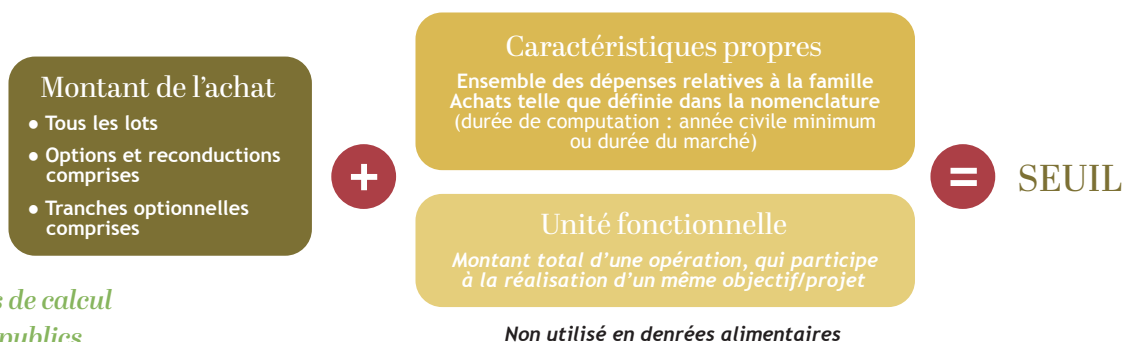 Montant de l’achat
● Tous les lots
● Options et reconductions
comprises
● Tranches optionnelles
comprises
+
Caractéristiques propres
Ensemble des dépenses relatives à la famille
Achats telle que définie dans la nomenclature
(durée de computation : année civile minimum
ou durée du marché)
Unité fonctionnelle
Montant total d’une opération, qui participe
à la réalisation d’un même objectif/projet
Non utilisé en denrées alimentaires
=
SEUIL
de calcul
publics